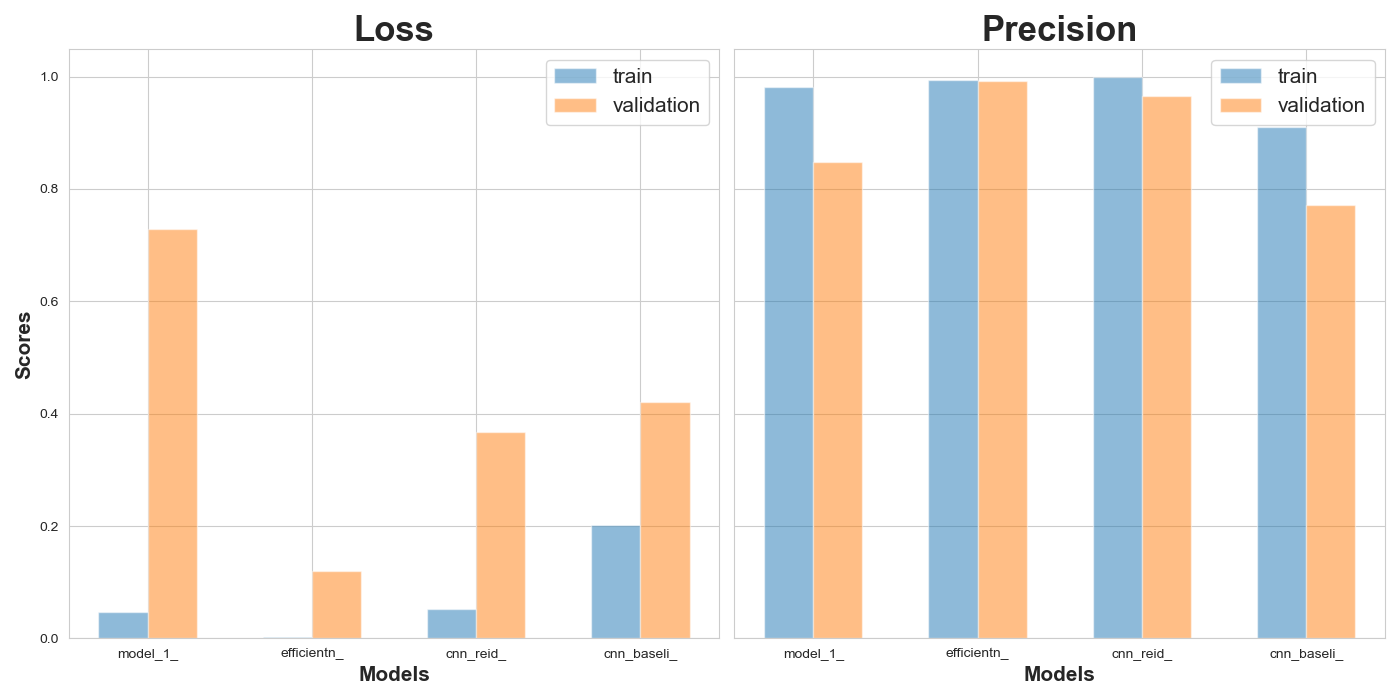 Loss
train
validation
1.0
0.8
0.6
0.4
0.2
0.0
Scores
model_1_ efficientn_ cnn_reid_ cnn_baseli_
Models
Precision
train
validation
model_1_ efficientn_ cnn_reid_ cnn_baseli_
Models